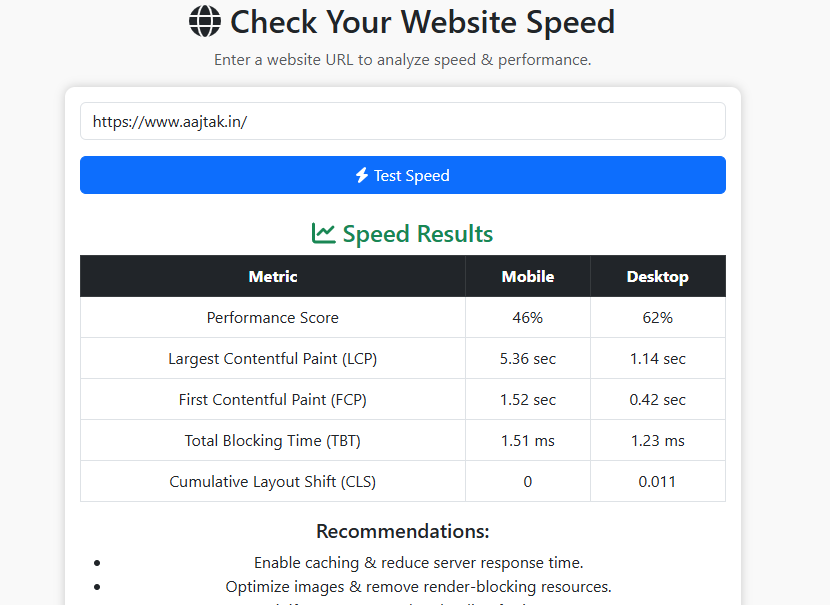 Check Your Website Speed
Enter a website URL to analyze speed & performance.
https://www.aajtak.in/
Test Speed
Speed Results
Metric Mobile Desktop
Performance Score 46% 62%
Largest Contentful Paint (LCP) 5.36 sec 1.14 sec
First Contentful Paint (FCP) 1.52 sec 0.42 sec
Total Blocking Time (TBT) 1.51 ms 1.23 ms
Cumulative Layout Shift (CLS) 0 0.011
Recommendations:
• Enable caching & reduce server response time.
• Optimize images & remove render-blocking resources.